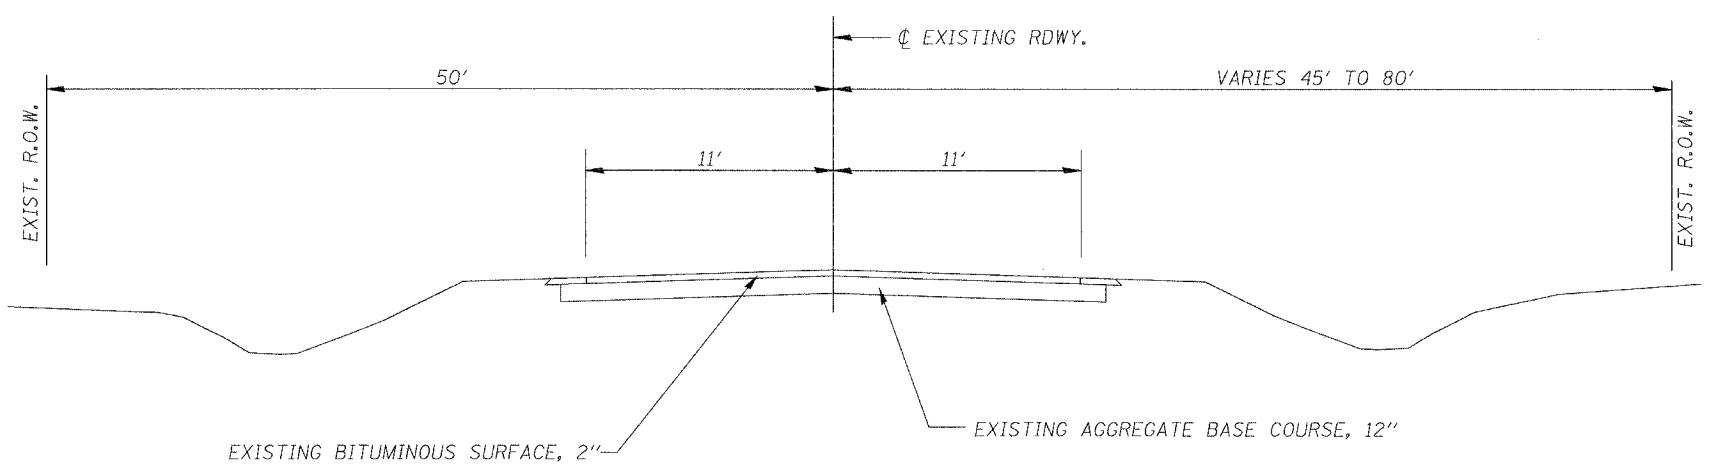 ℄ EXISTING RDWY.
50'
VARIES 45' TO 80'
EXIST. R.O.W.
11'
11'
EXIST. R.O.W.
EXISTING AGGREGATE BASE COURSE, 12"
EXISTING BITUMINOUS SURFACE, 2"